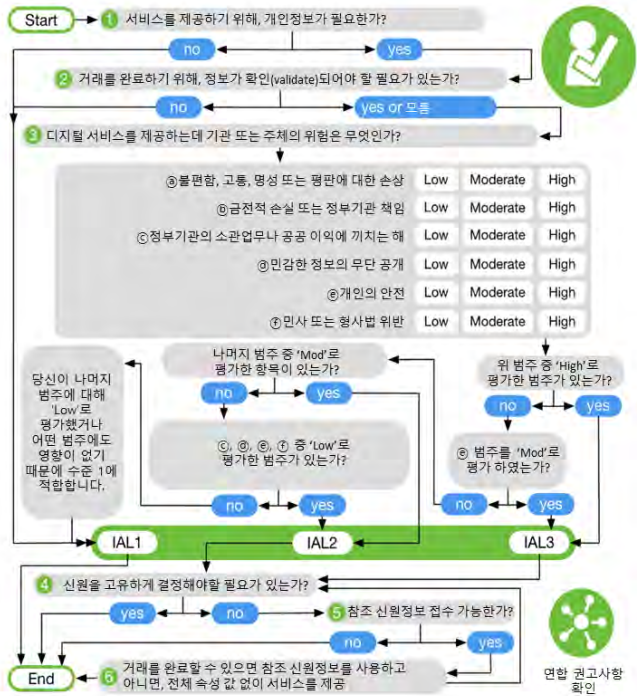 Start
1 서비스를 제공하기 위해, 개인정보가 필요한가?
no
yes
2 거래를 완료하기 위해, 정보가 확인(validate)되어야 할 필요가 있는가?
no
yes or 모름
3 디지털 서비스를 제공하는데 기관 또는 주체의 위험은 무엇인가?
ⓐ불편함, 고통, 명성 또는 평판에 대한 손상 Low Moderate High
ⓑ금전적 손실 또는 정부기관 책임 Low Moderate High
ⓒ정부기관의 소관업무나 공공 이익에 끼치는 해 Low Moderate High
ⓓ민감한 정보의 무단 공개 Low Moderate High
ⓔ개인의 안전 Low Moderate High
ⓕ민사 또는 형사법 위반 Low Moderate High
위 범주 중 'High'로
평가한 범주가 있는가?
no
yes
ⓔ 범주를 'Mod'로
평가 하였는가?
no
yes
나머지 범주 중 'Mod'로
평가한 항목이 있는가?
no
yes
ⓒ, ⓓ, ⓔ, ⓕ 중 'Low'로
평가한 범주가 있는가?
no
yes
당신이 나머지
범주에 대해
'Low'로
평가했거나
어떤 범주에도
영향이 없기
때문에 수준 1에
적합합니다.
IAL1
IAL2
IAL3
4 신원을 고유하게 결정해야할 필요가 있는가?
yes
no
5 참조 신원정보 접수 가능한가?
no
yes
6 거래를 완료할 수 있으면 참조 신원정보를 사용하고
아니면, 전체 속성 값 없이 서비스를 제공
End
연합 권고사항
확인